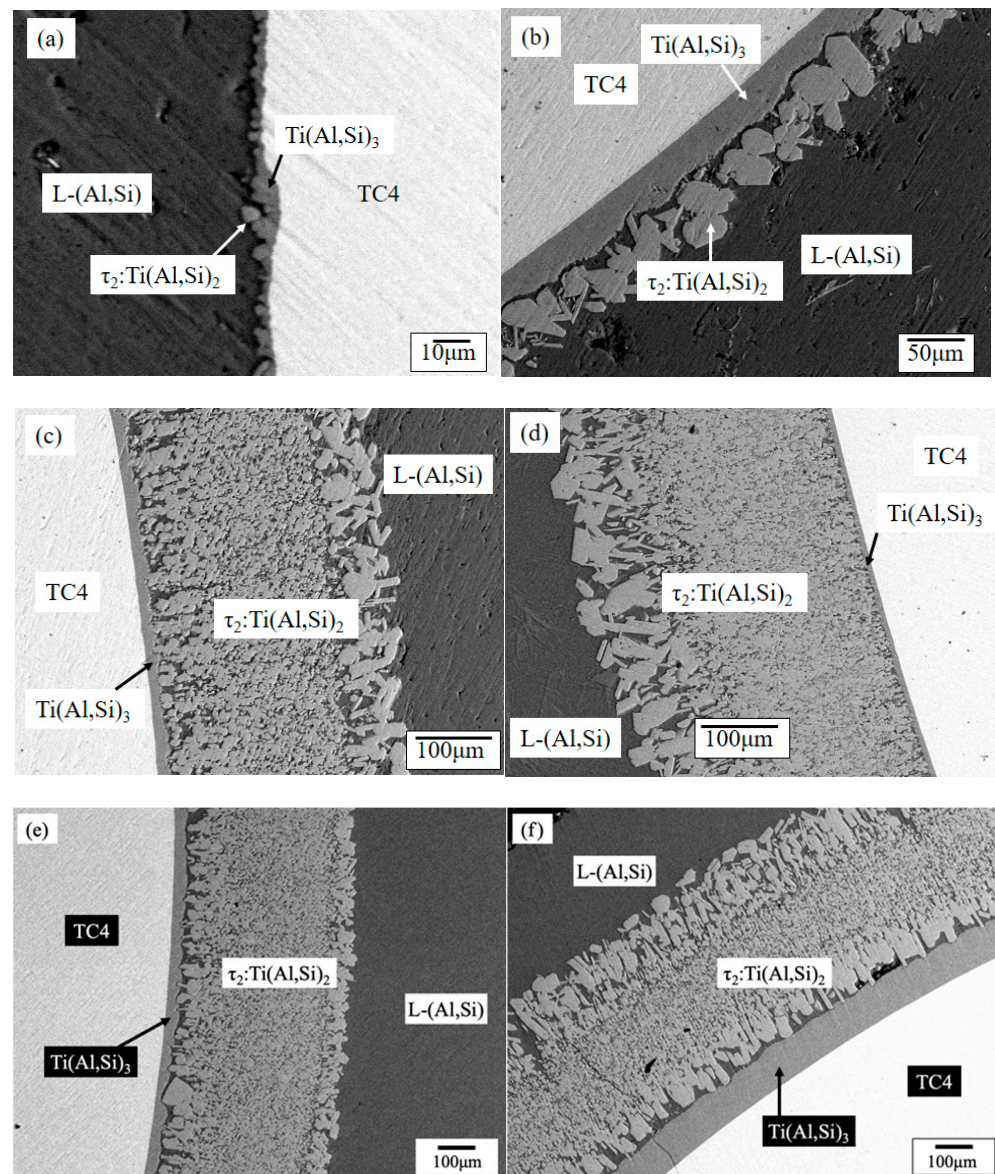 (a)
Ti(Al,Si)₃
L-(Al,Si)
TC4
τ₂:Ti(Al,Si)₂
10μm
(b)
Ti(Al,Si)₃
TC4
L-(Al,Si)
τ₂:Ti(Al,Si)₂
50μm
(c)
L-(Al,Si)
TC4
τ₂:Ti(Al,Si)₂
Ti(Al,Si)₃
100μm
(d)
TC4
Ti(Al,Si)₃
τ₂:Ti(Al,Si)₂
L-(Al,Si)
100μm
(e)
TC4
τ₂:Ti(Al,Si)₂
L-(Al,Si)
Ti(Al,Si)₃
100μm
(f)
L-(Al,Si)
τ₂:Ti(Al,Si)₂
TC4
Ti(Al,Si)₃
100μm